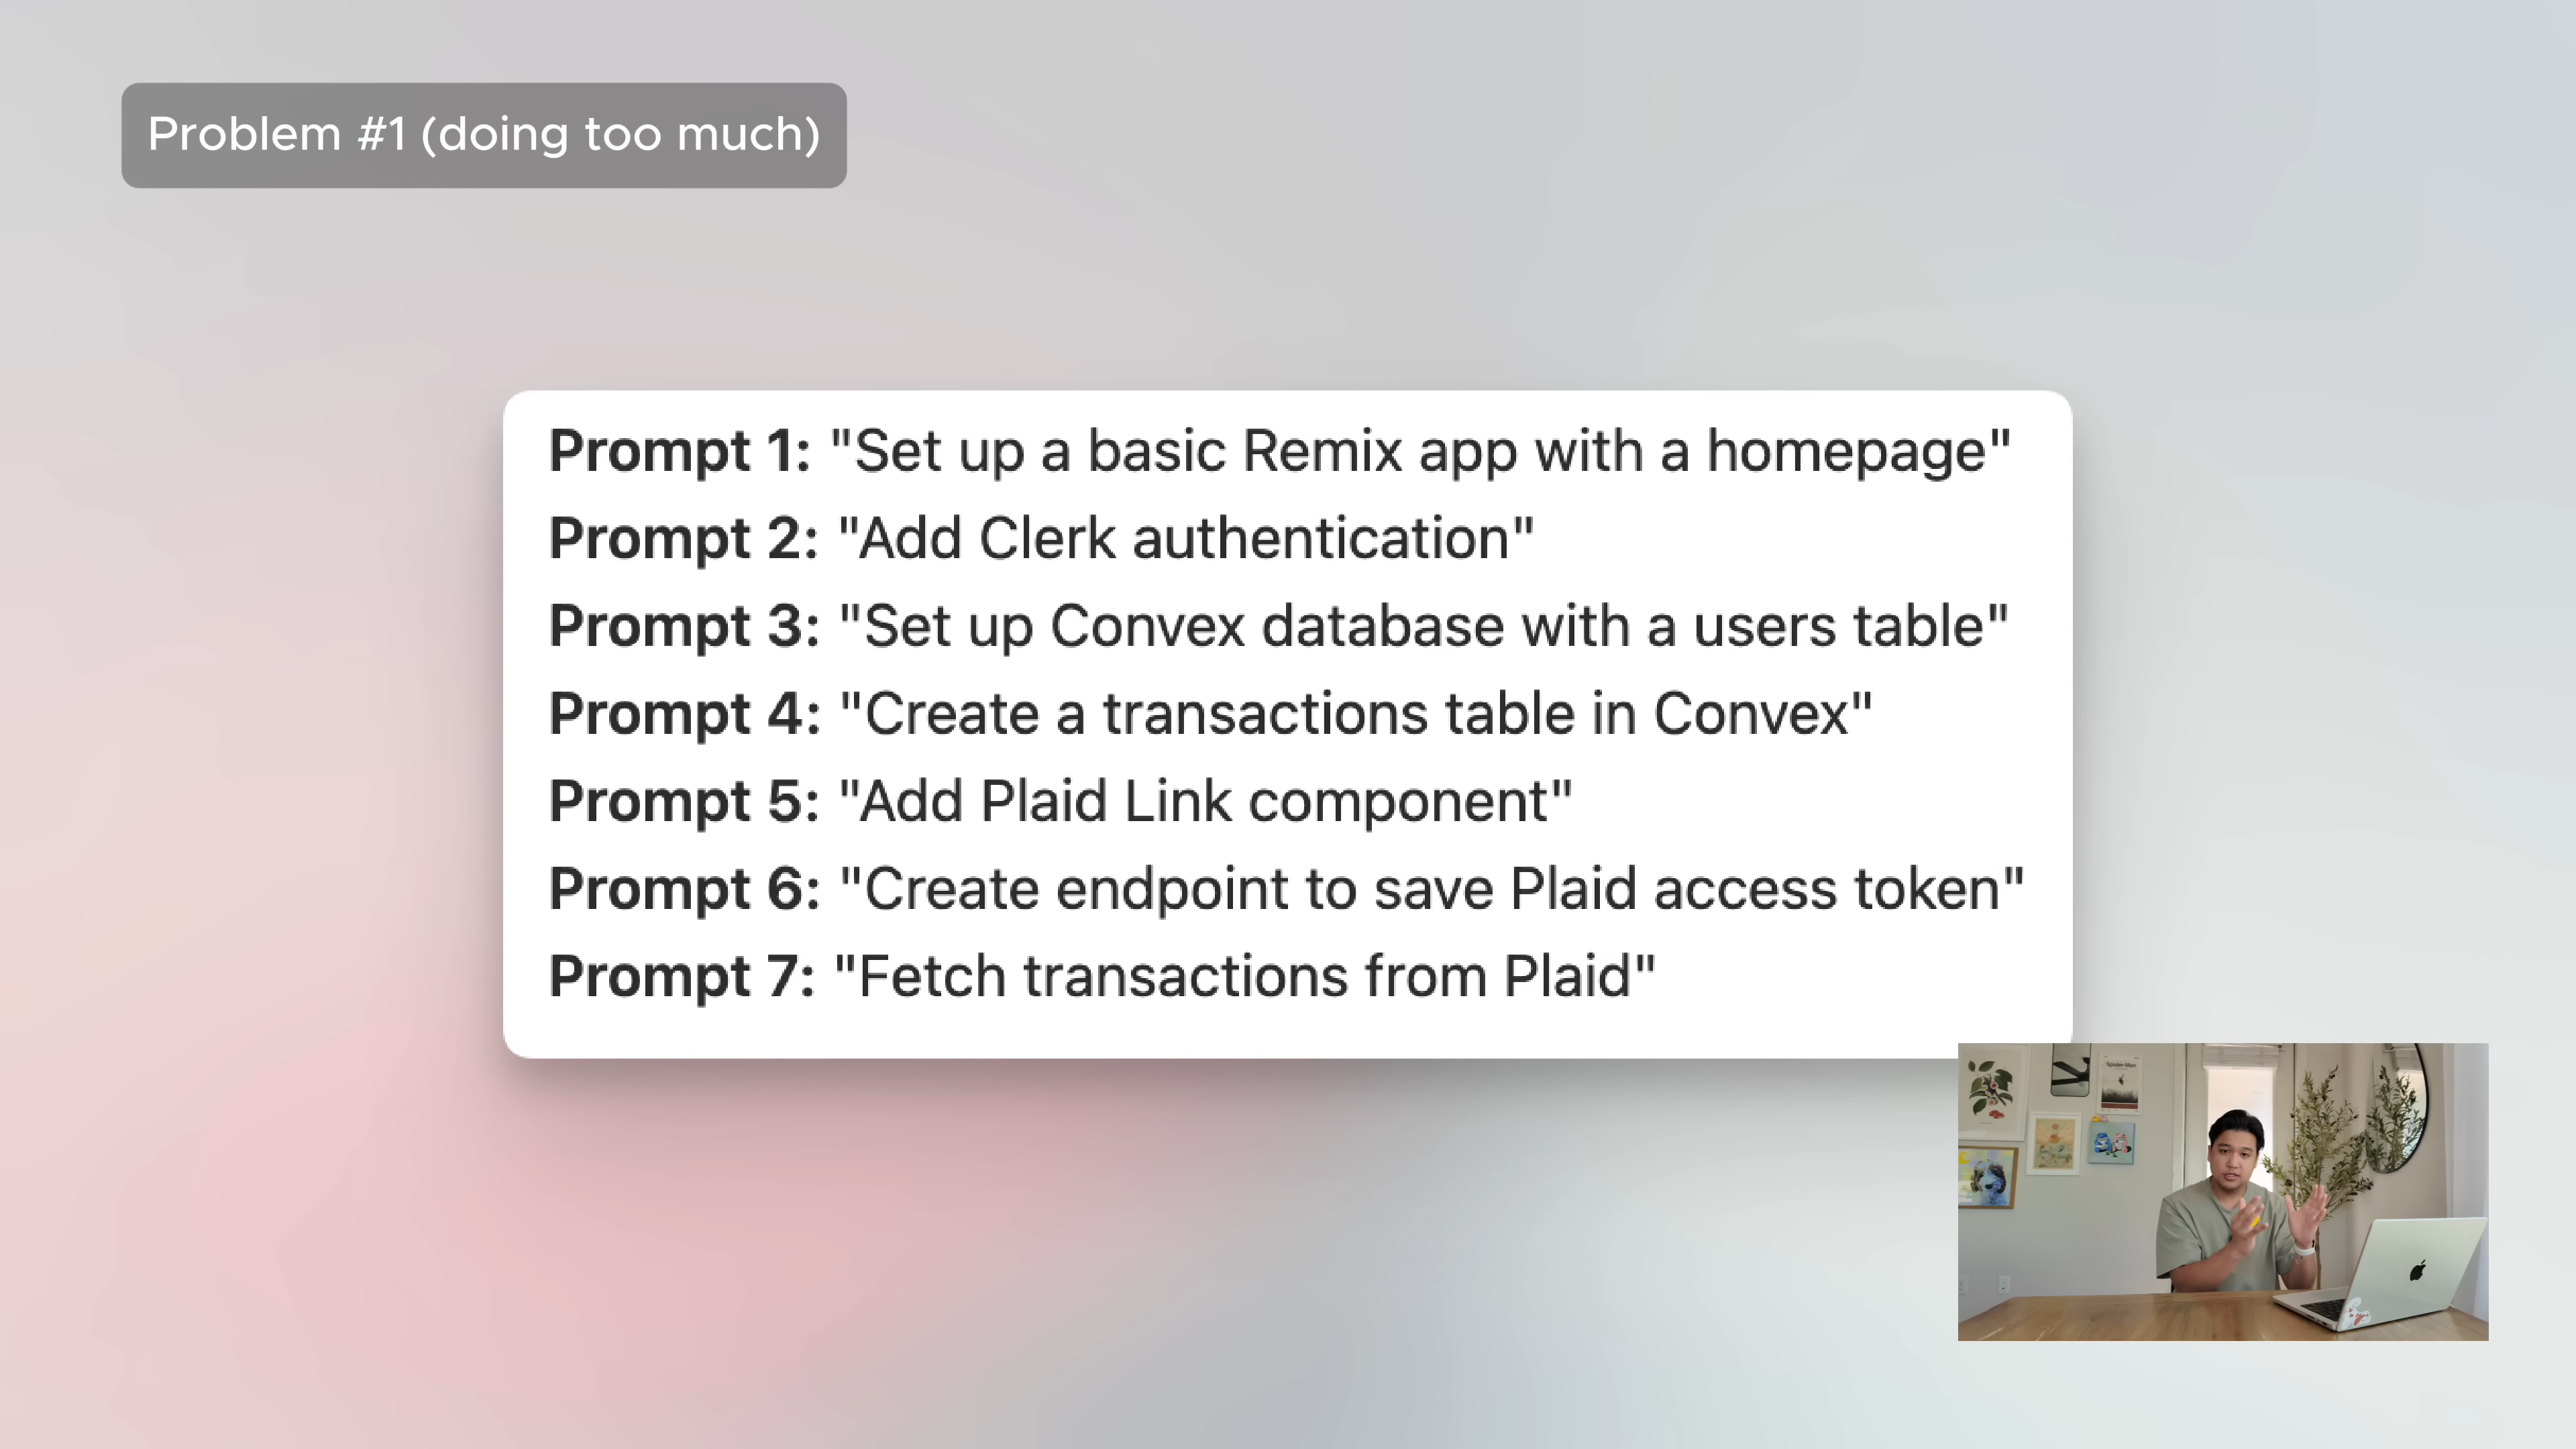 Problem #1 (doing too much)
Prompt 1: "Set up a basic Remix app with a homepage"
Prompt 2: "Add Clerk authentication"
Prompt 3: "Set up Convex database with a users table"
Prompt 4: "Create a transactions table in Convex"
Prompt 5: "Add Plaid Link component"
Prompt 6: "Create endpoint to save Plaid access token"
Prompt 7: "Fetch transactions from Plaid"
Spider-Man